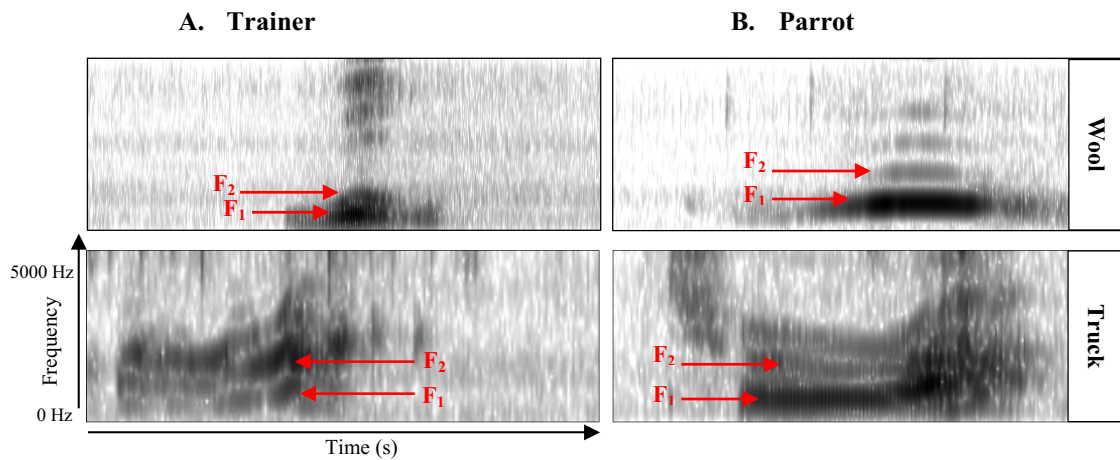 A. Trainer
B. Parrot
F2
F1
F2
F1
Wool
5000 Hz
Frequency
0 Hz
F2
F1
F2
F1
Truck
Time (s)